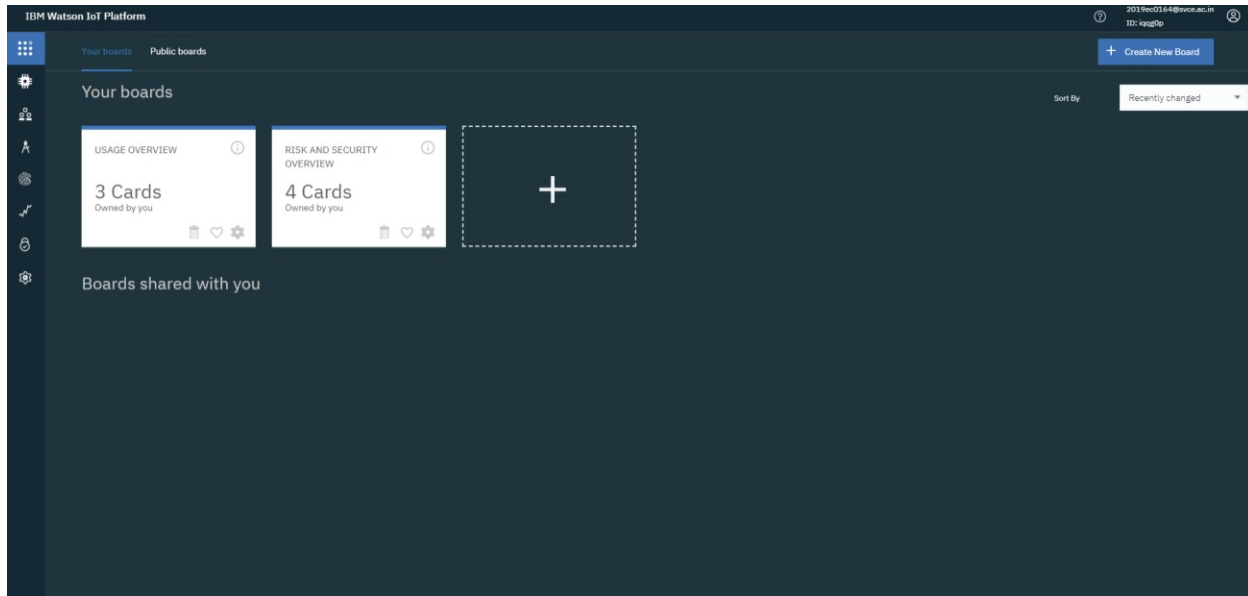 IBM Watson IoT Platform
2019ec0164@svce.ac.in
ID: iqqg0p
Your boards
Public boards
Create New Board
Your boards
Sort By
Recently changed
USAGE OVERVIEW
3 Cards
Owned by you
RISK AND SECURITY
OVERVIEW
4 Cards
Owned by you
Boards shared with you